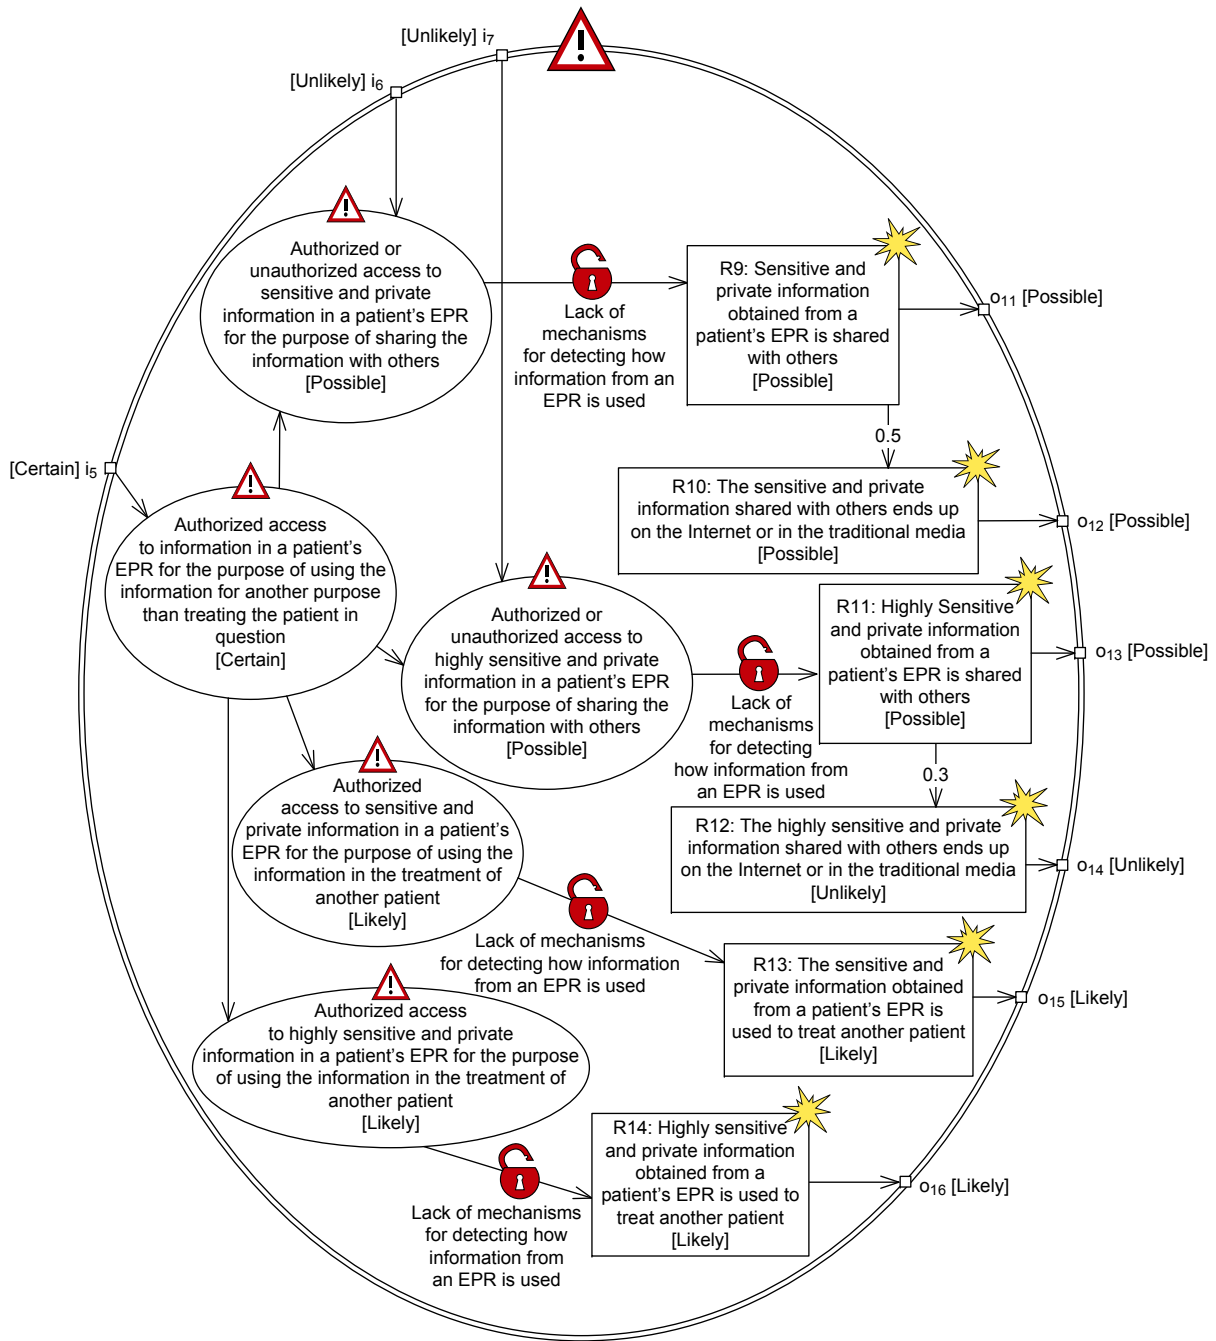 [Unlikely] i7
[Unlikely] i6
Authorized or
unauthorized access to
sensitive and private
information in a patient's EPR
for the purpose of sharing the
information with others
[Possible]
Lack of
mechanisms
for detecting how
information from an
EPR is used
R9: Sensitive and
private information
obtained from a
patient's EPR is shared
with others
[Possible]
o11 [Possible]
0.5
[Certain] i5
R10: The sensitive and private
information shared with others ends up
on the Internet or in the traditional media
[Possible]
o12 [Possible]
Authorized access
to information in a patient's
EPR for the purpose of using the
information for another purpose
than treating the patient in
question
[Certain]
Authorized or
unauthorized access to
highly sensitive and private
information in a patient's EPR
for the purpose of sharing the
information with others
[Possible]
Lack of
mechanisms
for detecting
how information from
an EPR is used
R11: Highly Sensitive
and private information
obtained from a
patient's EPR is shared
with others
[Possible]
o13 [Possible]
0.3
R12: The highly sensitive and private
information shared with others ends up
on the Internet or in the traditional media
[Unlikely]
o14 [Unlikely]
Authorized
access to sensitive and
private information in a patient's
EPR for the purpose of using the
information in the treatment of
another patient
[Likely]
Lack of mechanisms
for detecting how information
from an EPR is used
R13: The sensitive and
private information obtained
from a patient's EPR is
used to treat another patient
[Likely]
o15 [Likely]
Authorized access
to highly sensitive and private
information in a patient's EPR for the purpose
of using the information in the treatment of
another patient
[Likely]
Lack of mechanisms
for detecting how
information from
an EPR is used
R14: Highly sensitive
and private information
obtained from a
patient's EPR is used to
treat another patient
[Likely]
o16 [Likely]